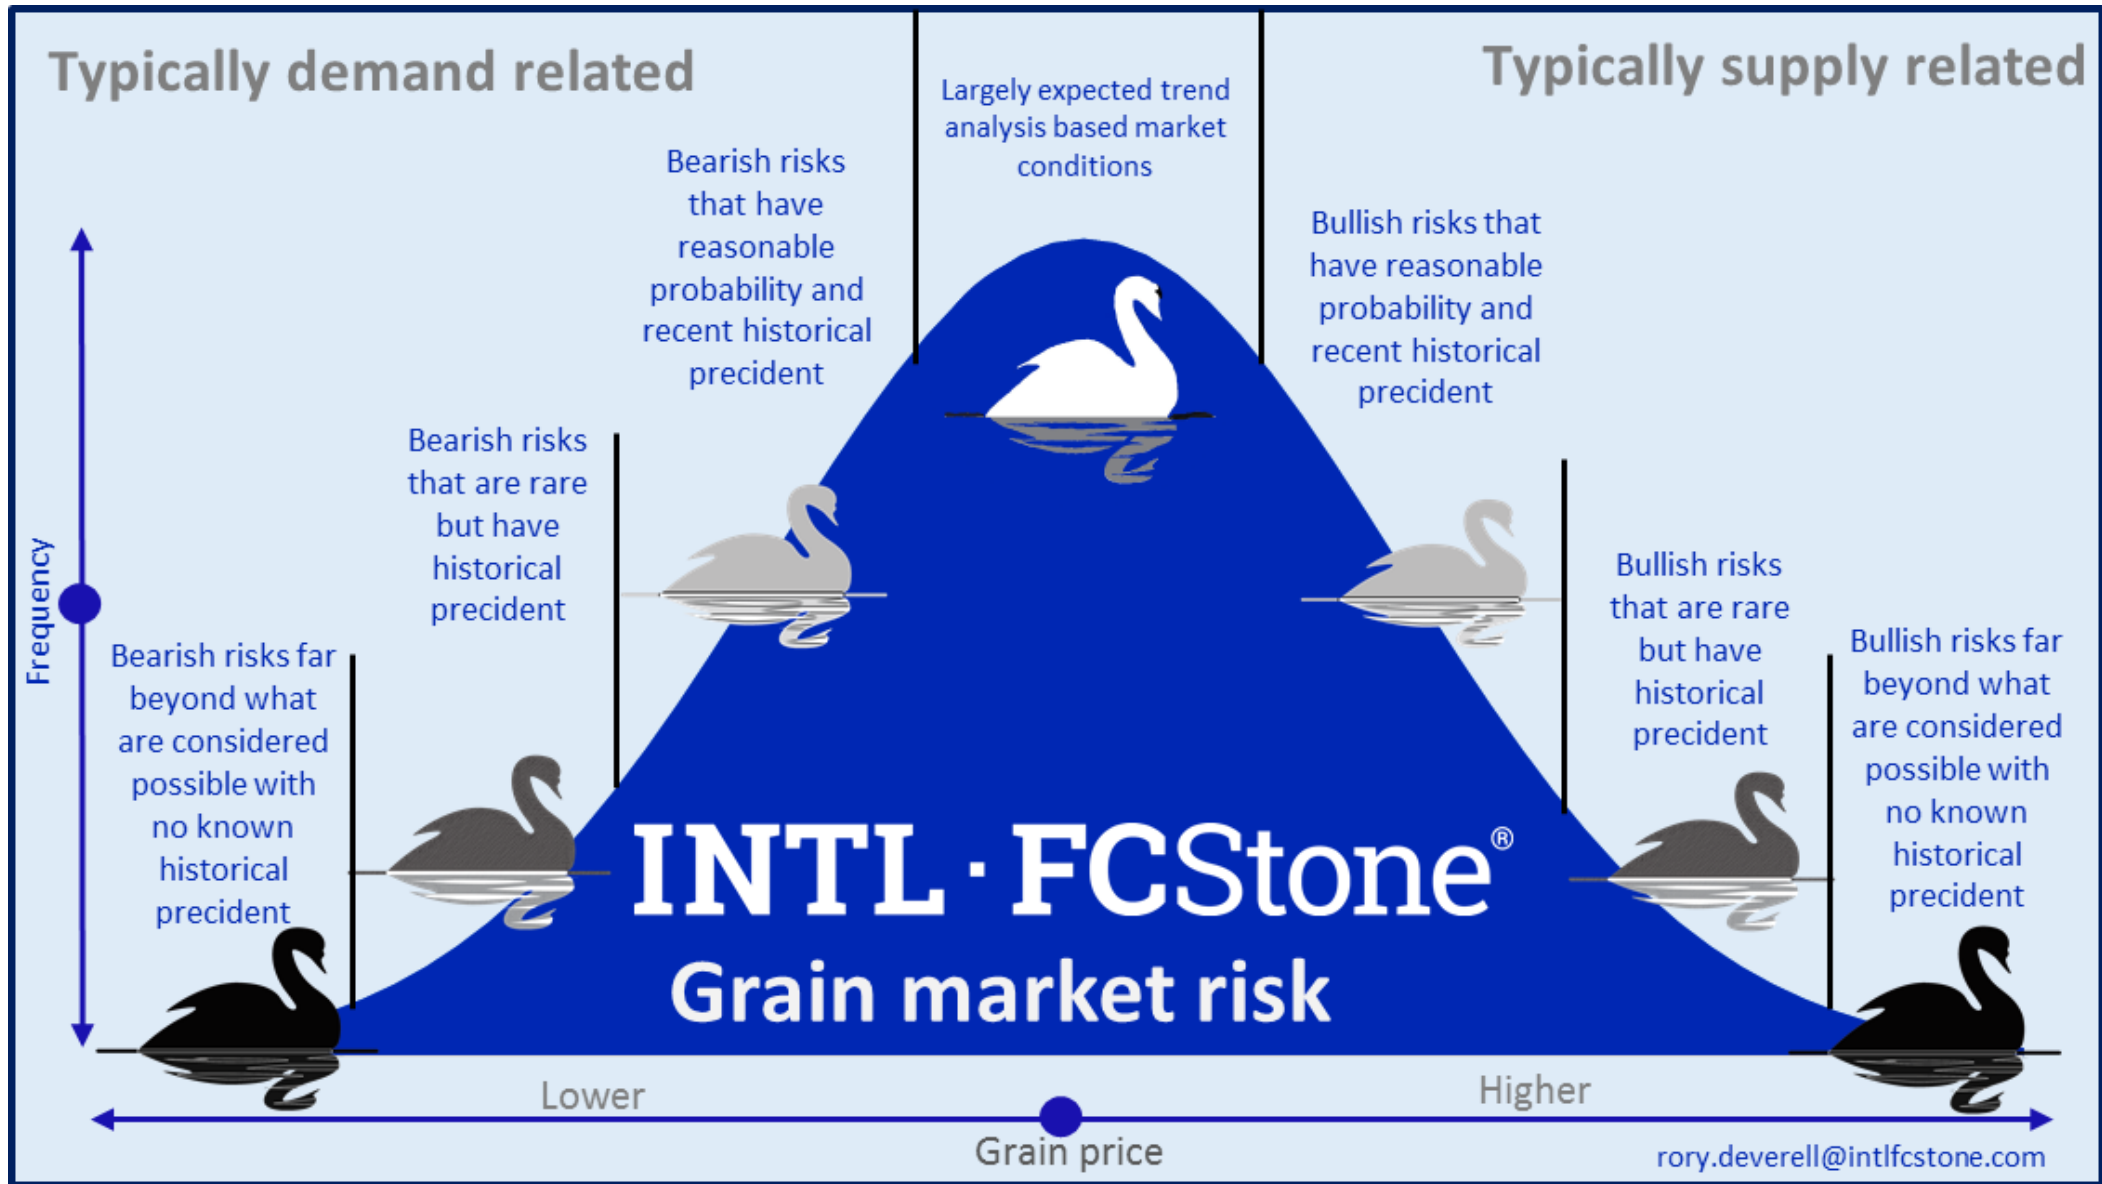 Typically demand related
Typically supply related
Largely expected trend
analysis based market
conditions
Bearish risks
that have
reasonable
probability and
recent historical
precident
Bullish risks that
have reasonable
probability and
recent historical
precident
Bearish risks
that are rare
but have
historical
precident
Bullish risks
that are rare
but have
historical
precident
Bearish risks far
beyond what
are considered
possible with
no known
historical
precident
Bullish risks far
beyond what
are considered
possible with
no known
historical
precident
Frequency
INTL · FCStone®
Grain market risk
Lower
Higher
Grain price
rory.deverell@intlfcstone.com